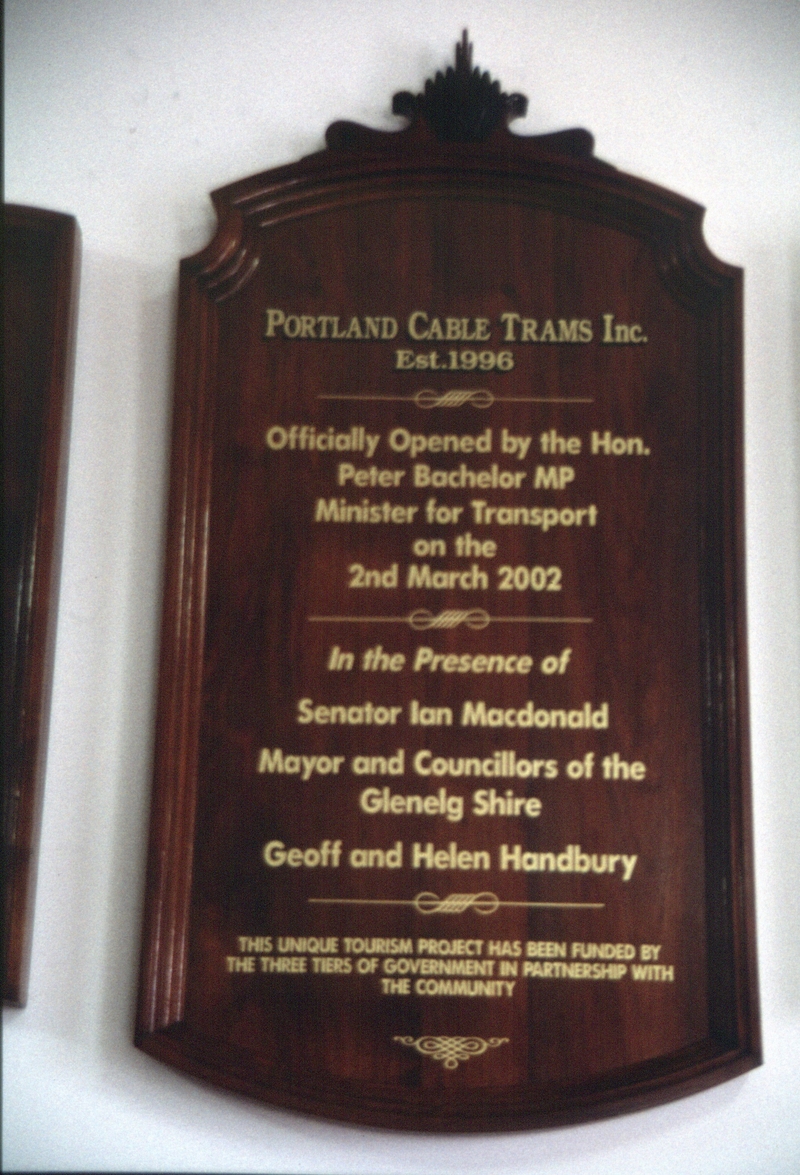 PORTLAND CABLE TRAMS Inc.
Est.1996
Officially Opened by the Hon.
Peter Bachelor MP
Minister for Transport
on the
2nd March 2002
In the Presence of
Senator Ian Macdonald
Mayor and Councillors of the
Glenelg Shire
Geoff and Helen Handbury
THIS UNIQUE TOURISM PROJECT HAS BEEN FUNDED BY
THE THREE TIERS OF GOVERNMENT IN PARTNERSHIP WITH
THE COMMUNITY